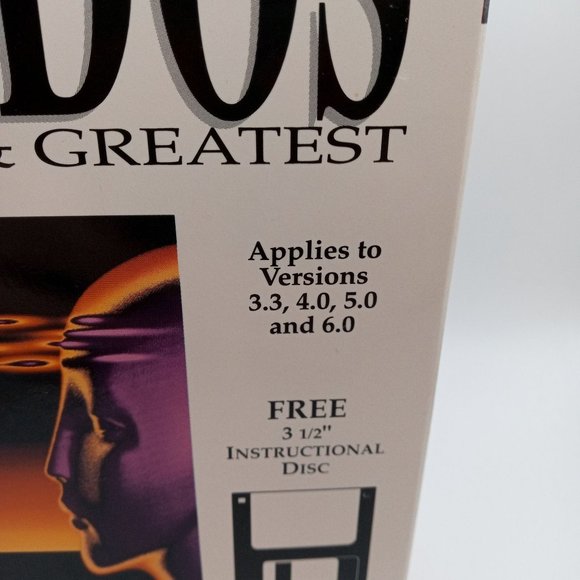 DOS
& GREATEST
Applies to
Versions
3.3, 4.0, 5.0
and 6.0
FREE
3 1/2"
INSTRUCTIONAL
DISC